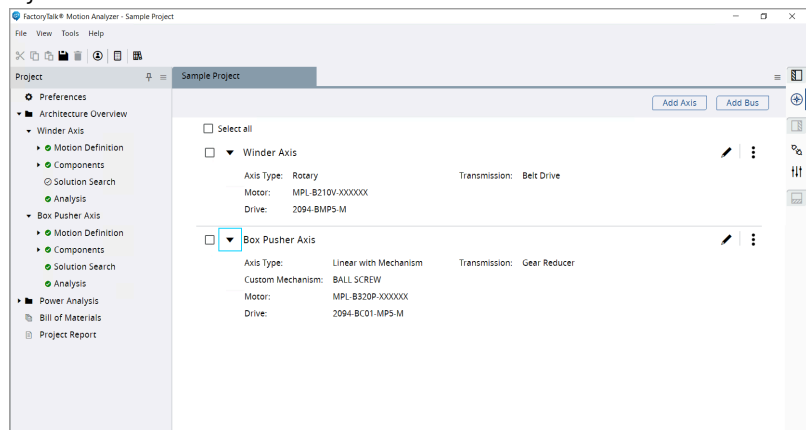 FactoryTalk® Motion Analyzer - Sample Project
File View Tools Help
Project
Sample Project
Preferences
Architecture Overview
Winder Axis
Motion Definition
Components
Solution Search
Analysis
Box Pusher Axis
Motion Definition
Components
Solution Search
Analysis
Power Analysis
Bill of Materials
Project Report
Add Axis Add Bus
Select all
Winder Axis
Axis Type: Rotary Transmission: Belt Drive
Motor: MPL-B210V-XXXXXX
Drive: 2094-BMP5-M
Box Pusher Axis
Axis Type: Linear with Mechanism Transmission: Gear Reducer
Custom Mechanism: BALL SCREW
Motor: MPL-B320P-XXXXXX
Drive: 2094-BC01-MP5-M